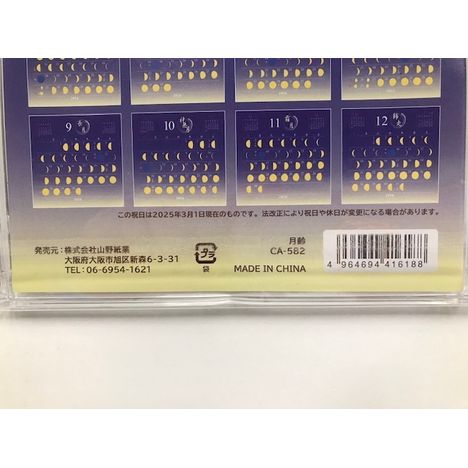 9
10
11
12
この祝日は2025年3月1日現在のものです。法改正により祝日や休日が変更になる場合があります。
発売元：株式会社山野紙業
大阪府大阪市旭区新森6-3-31
TEL：06-6954-1621
プラ
袋
月齢
CA-582
MADE IN CHINA
4 964694 416188